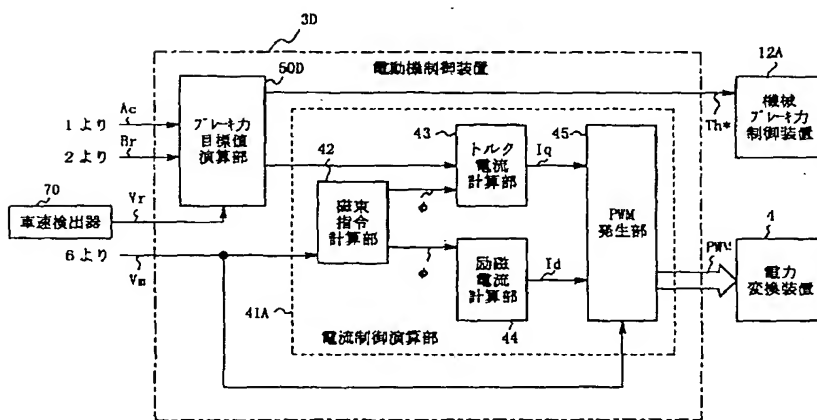 3D
50D
電動機制御装置
12A
Ac
1より
Br
2より
ブレーキ力
目標値
演算部
機械
ブレーキ力
制御装置
Th*
43
トルク
電流
計算部
Iq
45
PWM
発生部
42
磁束
指令
計算部
φ
φ
70
車速検出器
Vr
6より
Vm
励磁
電流
計算部
44
Id
PWM
4
電力
変換装置
41A
電流制御演算部